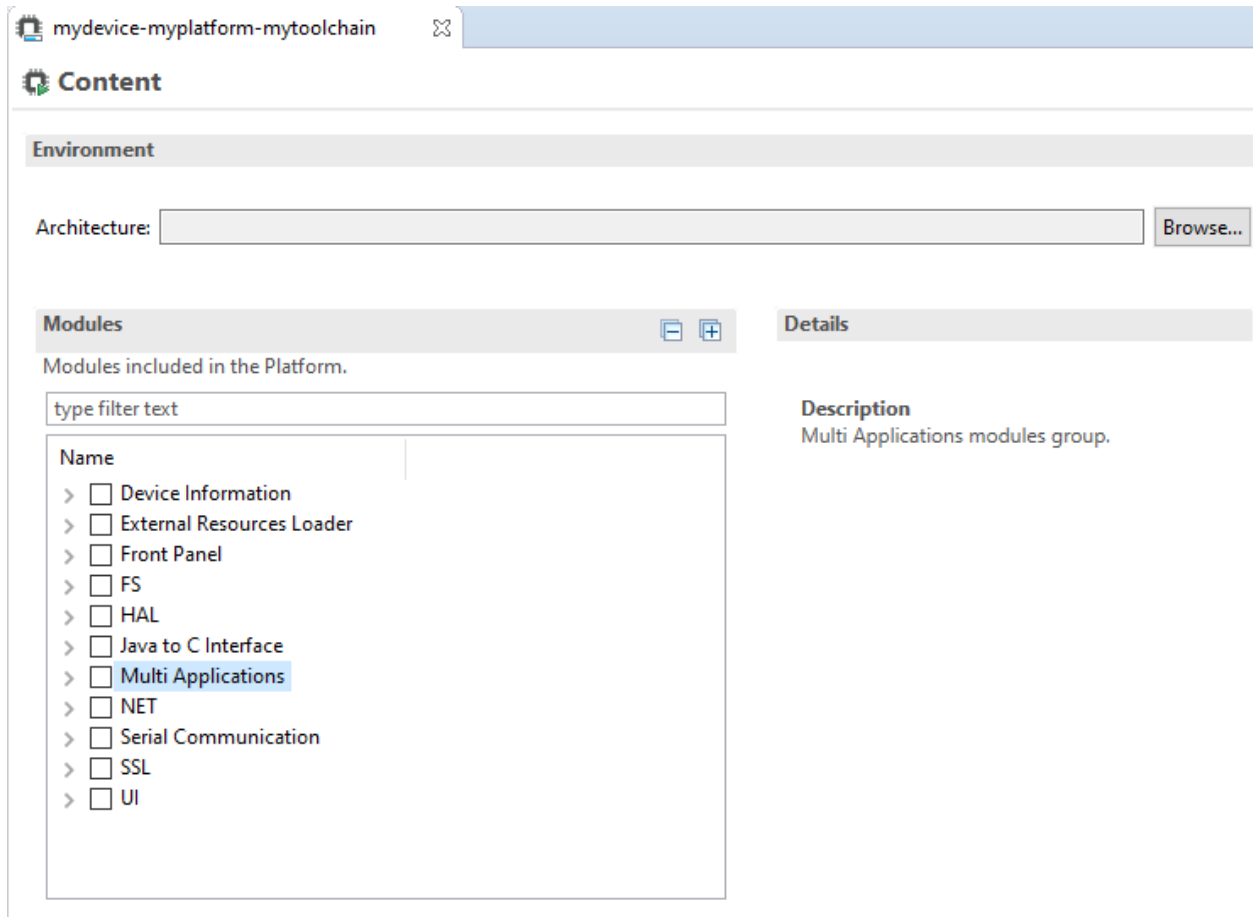 mydevice-myplatform-mytoolchain
Content
Environment
Architecture:
Browse...
Modules
Modules included in the Platform.
type filter text
Name
Device Information
External Resources Loader
Front Panel
FS
HAL
Java to C Interface
Multi Applications
NET
Serial Communication
SSL
UI
Details
Description
Multi Applications modules group.